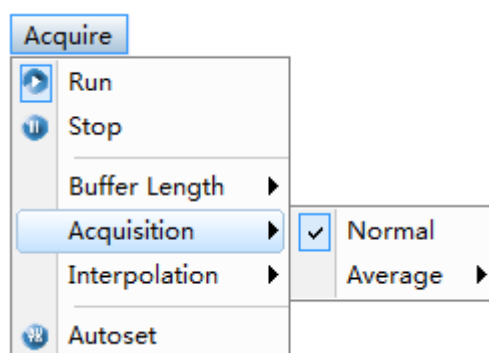 Acquire
Run
Stop
Buffer Length
Acquisition
Normal
Interpolation
Average
Autoset